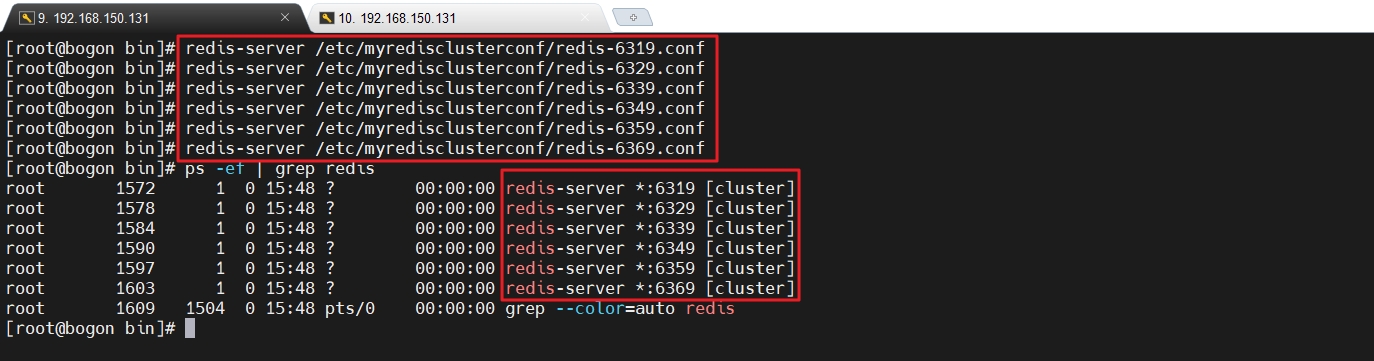 9. 192.168.150.131 × 10. 192.168.150.131 ×
[root@bogon bin]# redis-server /etc/myredisclusterconf/redis-6319.conf
[root@bogon bin]# redis-server /etc/myredisclusterconf/redis-6329.conf
[root@bogon bin]# redis-server /etc/myredisclusterconf/redis-6339.conf
[root@bogon bin]# redis-server /etc/myredisclusterconf/redis-6349.conf
[root@bogon bin]# redis-server /etc/myredisclusterconf/redis-6359.conf
[root@bogon bin]# redis-server /etc/myredisclusterconf/redis-6369.conf
[root@bogon bin]# ps -ef | grep redis
root 1572 1 0 15:48 ? 00:00:00 redis-server *:6319 [cluster]
root 1578 1 0 15:48 ? 00:00:00 redis-server *:6329 [cluster]
root 1584 1 0 15:48 ? 00:00:00 redis-server *:6339 [cluster]
root 1590 1 0 15:48 ? 00:00:00 redis-server *:6349 [cluster]
root 1597 1 0 15:48 ? 00:00:00 redis-server *:6359 [cluster]
root 1603 1 0 15:48 ? 00:00:00 redis-server *:6369 [cluster]
root 1609 1504 0 15:48 pts/0 00:00:00 grep --color=auto redis
[root@bogon bin]#